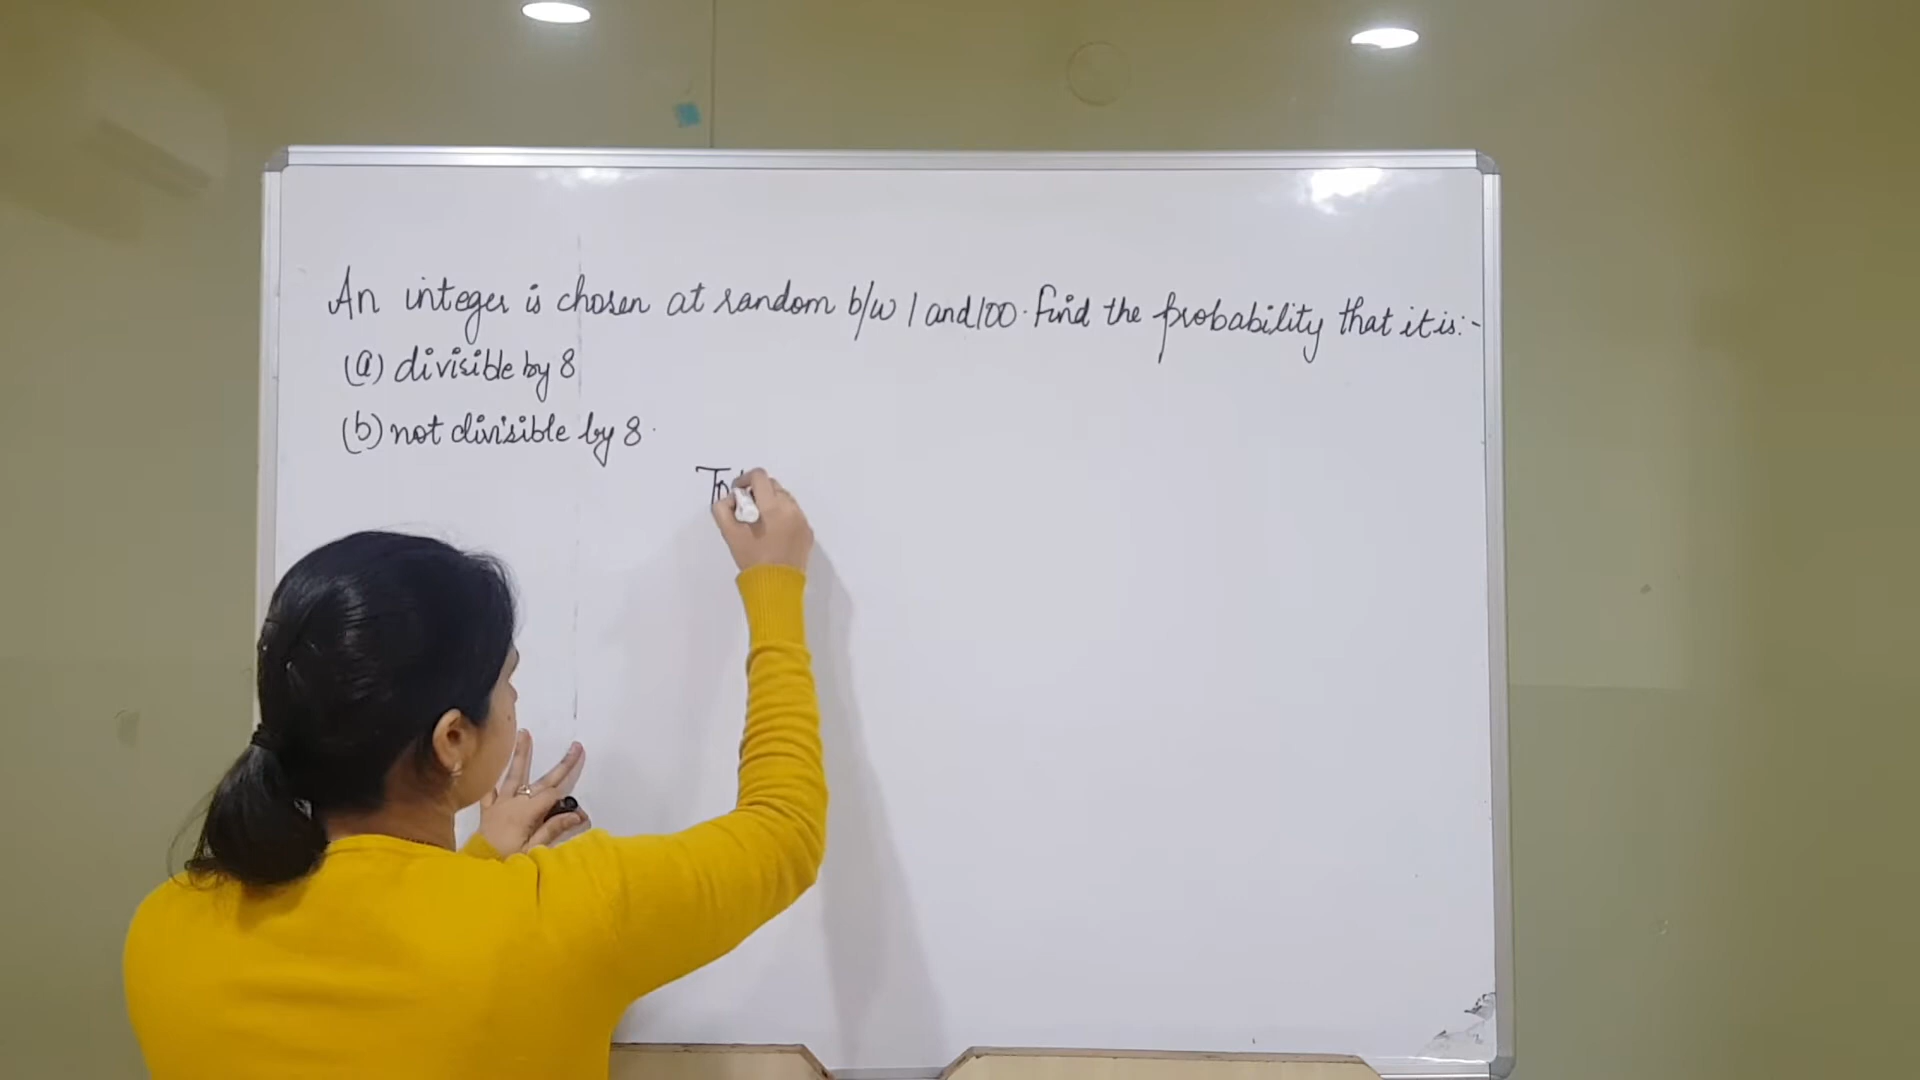 An integer is chosen at random b/w 1 and 100. Find the probability that it is:-
(a) divisible by 8
(b) not divisible by 8.
To